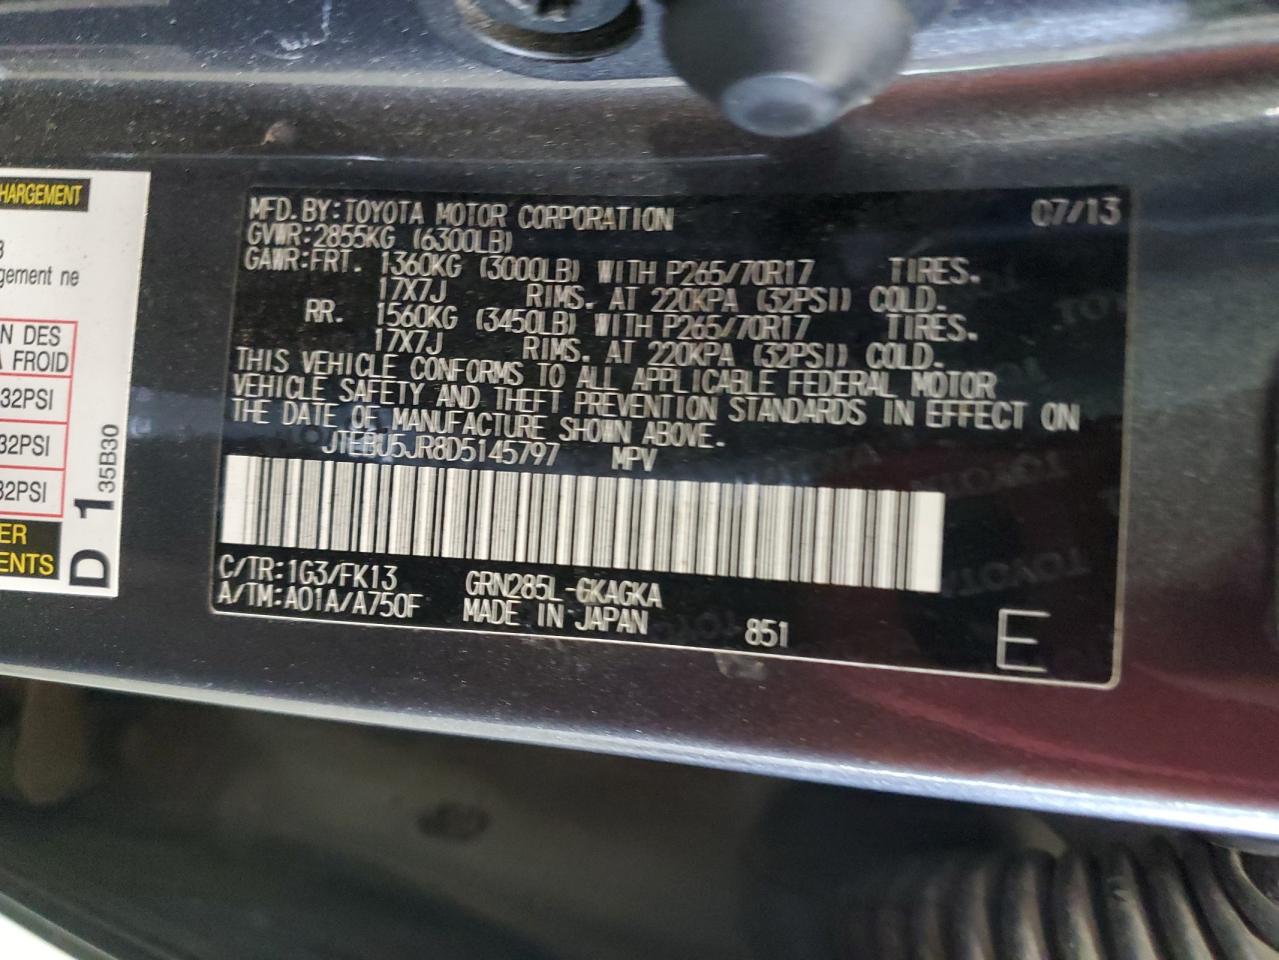 HARGEMENT
gement ne
N DES
A FROID
32PSI
32PSI
32PSI
ER
ENTS
D 1 35B30
MFD. BY: TOYOTA MOTOR CORPORATION 07/13
GVWR: 2855KG (6300LB)
GAWR: FRT. 1360KG (3000LB) WITH P265/70R17 TIRES.
17X7J RIMS. AT 220KPA (32PSI) COLD.
RR. 1560KG (3450LB) WITH P265/70R17 TIRES.
17X7J RIMS. AT 220KPA (32PSI) COLD.
THIS VEHICLE CONFORMS TO ALL APPLICABLE FEDERAL MOTOR
VEHICLE SAFETY AND THEFT PREVENTION STANDARDS IN EFFECT ON
THE DATE OF MANUFACTURE SHOWN ABOVE.
JTEBU5JR8D5145797 MPV
C/TR: 1G3/FK13 GRN285L-GKAGKA
A/TM: A01A/A750F MADE IN JAPAN 851
E